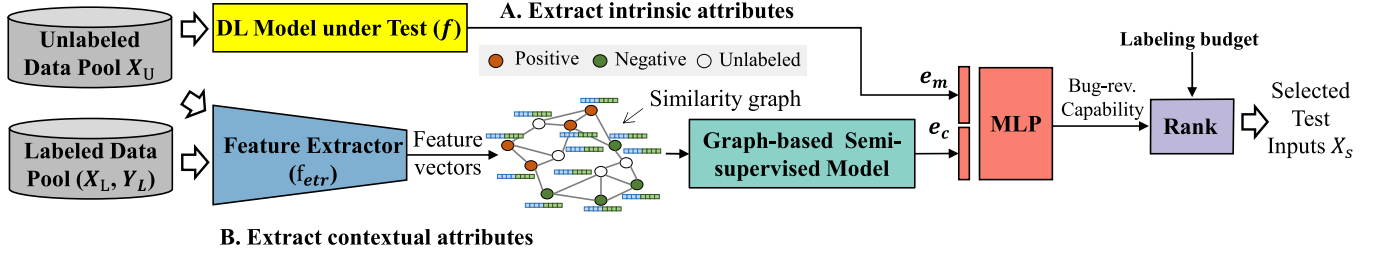 Unlabeled
Data Pool X_U
DL Model under Test (f)
A. Extract intrinsic attributes
Positive
Negative
Unlabeled
Labeled Data
Pool (X_L, Y_L)
Feature Extractor
(f_etr)
Feature
vectors
Similarity graph
Graph-based Semi-
supervised Model
e_m
e_c
MLP
Bug-rev.
Capability
Labeling budget
Rank
Selected
Test
Inputs X_s
B. Extract contextual attributes